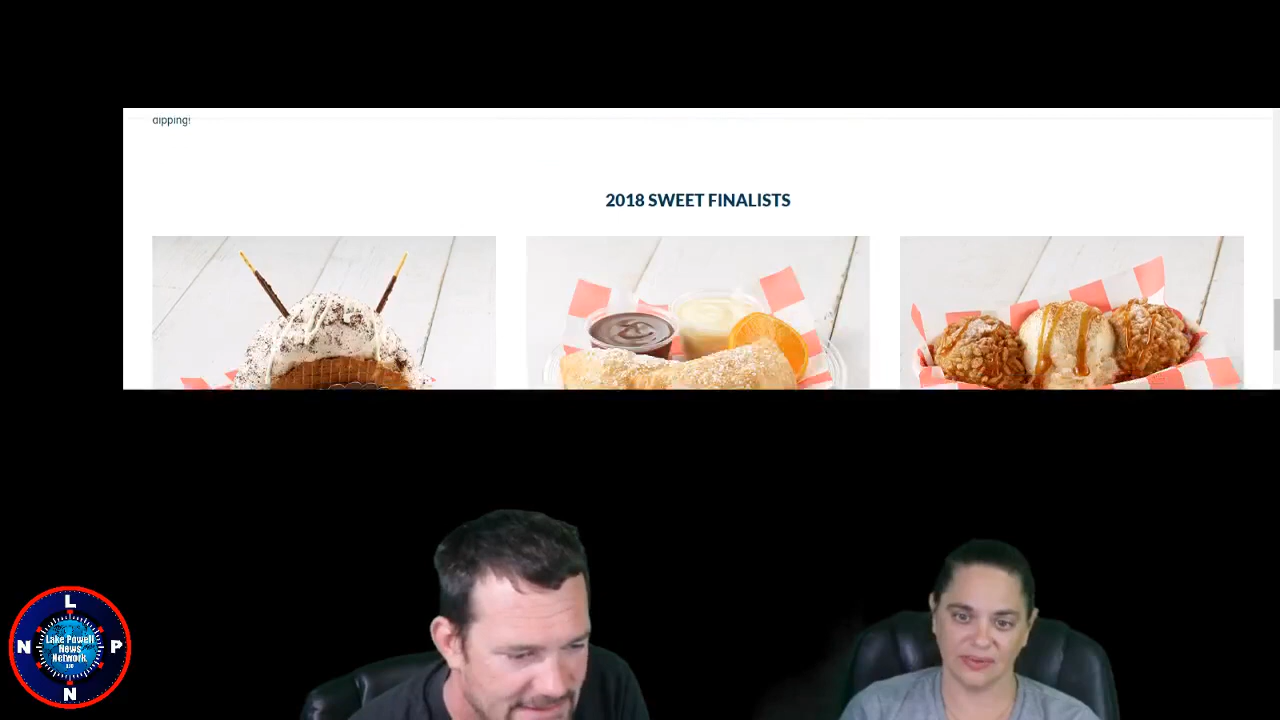 dipping!
2018 SWEET FINALISTS
L
N
P
Lake Powell
News
Network
N